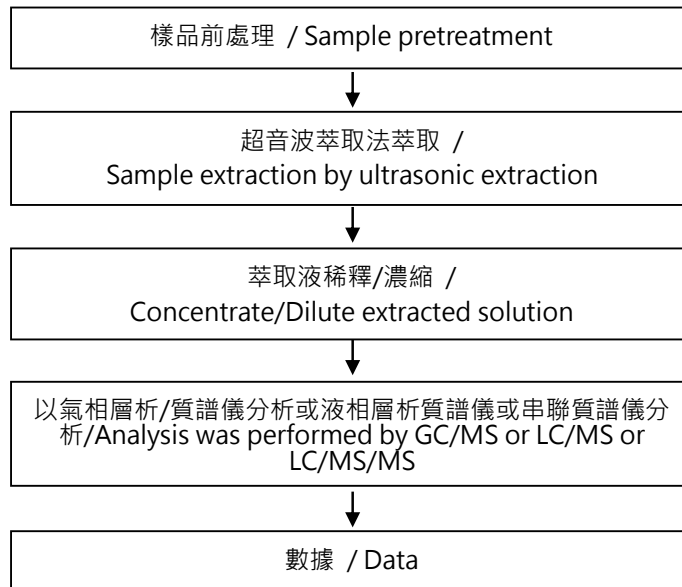 樣品前處理 / Sample pretreatment
超音波萃取法萃取 /
Sample extraction by ultrasonic extraction
萃取液稀釋/濃縮 /
Concentrate/Dilute extracted solution
以氣相層析/質譜儀分析或液相層析質譜儀或串聯質譜儀分
析/Analysis was performed by GC/MS or LC/MS or
LC/MS/MS
數據 / Data